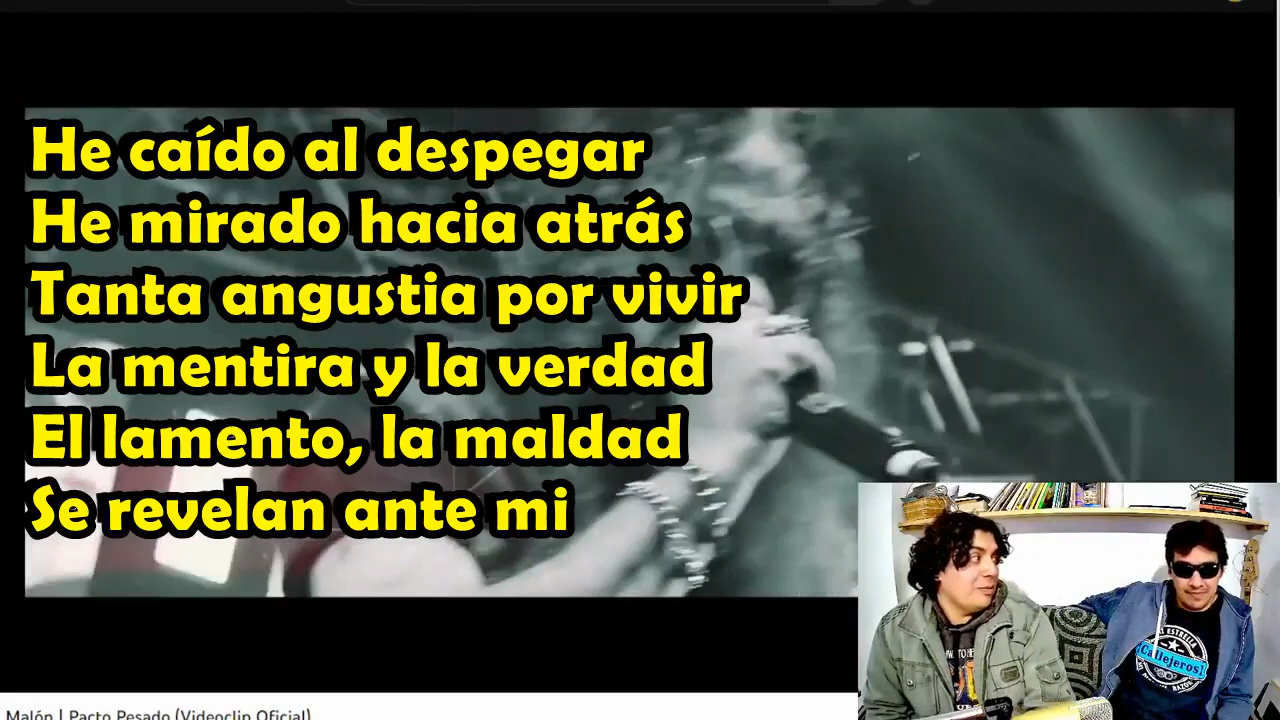 He caído al despegar
He mirado hacia atrás
Tanta angustia por vivir
La mentira y la verdad
El lamento, la maldad
Se revelan ante mi
ESTRELLA
Callejeros
Malón | Pacto Pesado (Videoclip Oficial)